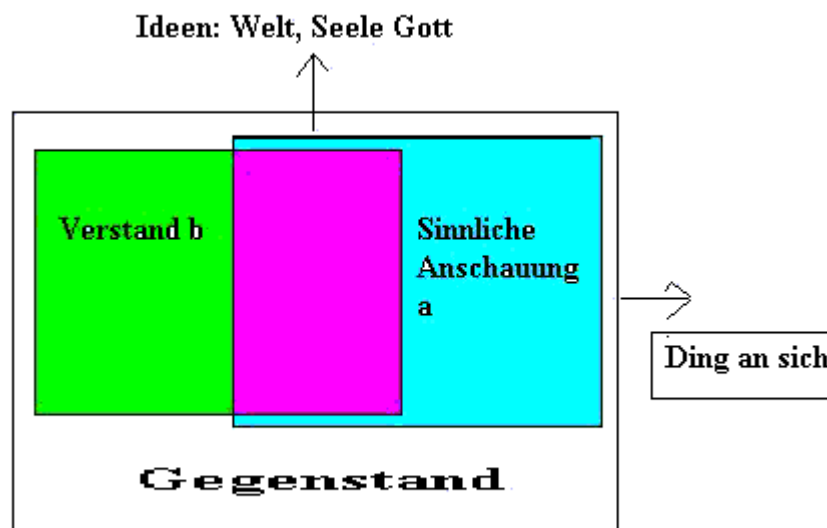 Ideen: Welt, Seele Gott
Verstand b
Sinnliche
Anschauung
a
Ding an sich
Gegenstand